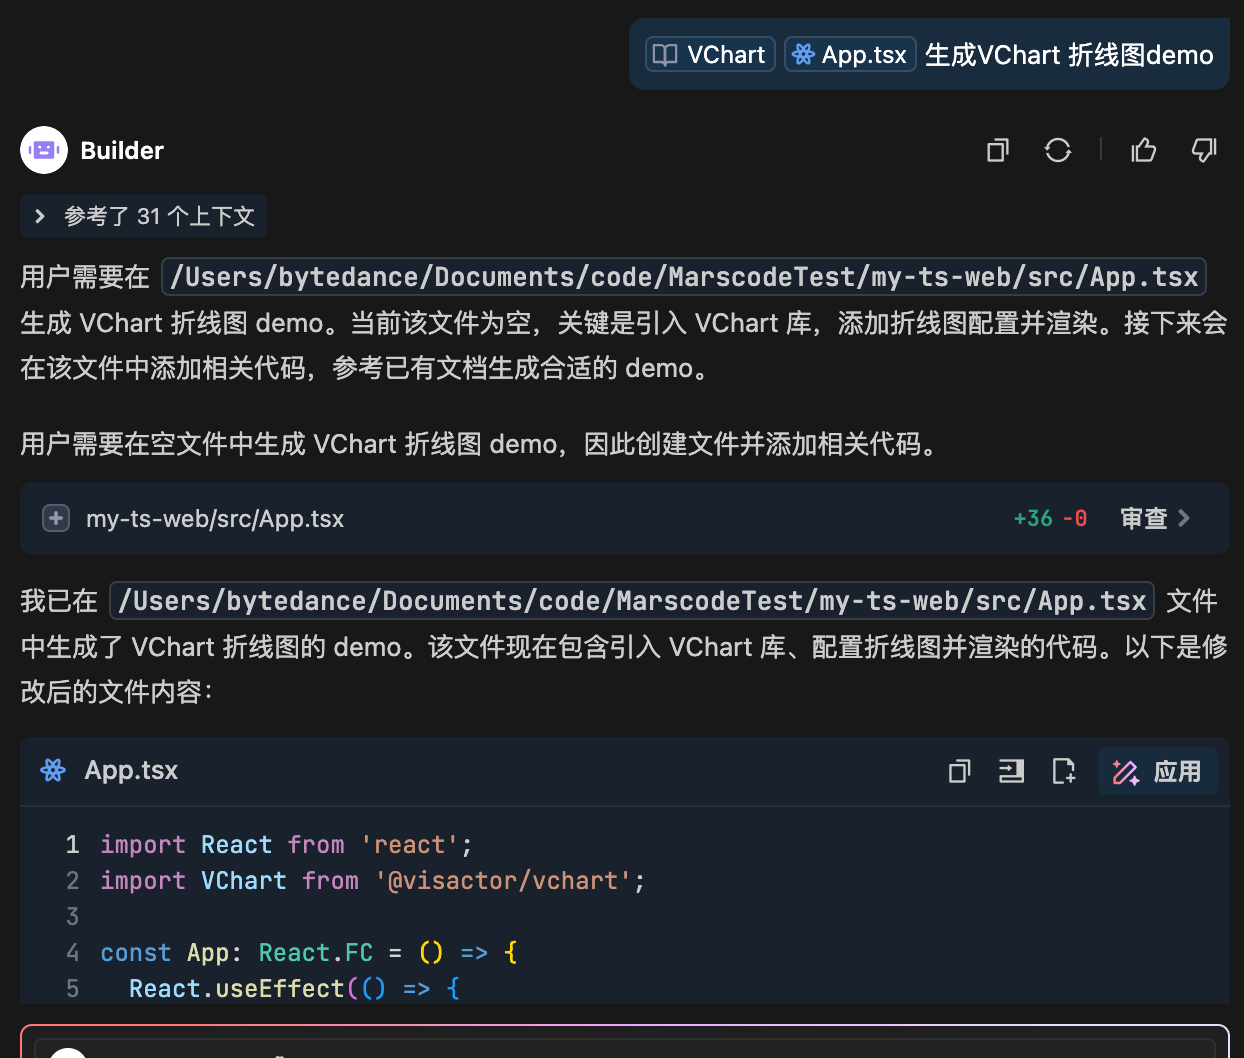 VChart App.tsx 生成VChart 折线图demo
Builder
参考了 31 个上下文
用户需要在 /Users/bytedance/Documents/code/MarscodeTest/my-ts-web/src/App.tsx
生成 VChart 折线图 demo。当前该文件为空，关键是引入 VChart 库，添加折线图配置并渲染。接下来会
在该文件中添加相关代码，参考已有文档生成合适的 demo。
用户需要在空文件中生成 VChart 折线图 demo，因此创建文件并添加相关代码。
my-ts-web/src/App.tsx +36 -0 审查
我已在 /Users/bytedance/Documents/code/MarscodeTest/my-ts-web/src/App.tsx 文件
中生成了 VChart 折线图的 demo。该文件现在包含引入 VChart 库、配置折线图并渲染的代码。以下是修
改后的文件内容：
App.tsx 应用
1 import React from 'react';
2 import VChart from '@visactor/vchart';
3
4 const App: React.FC = () => {
5 React.useEffect(() => {